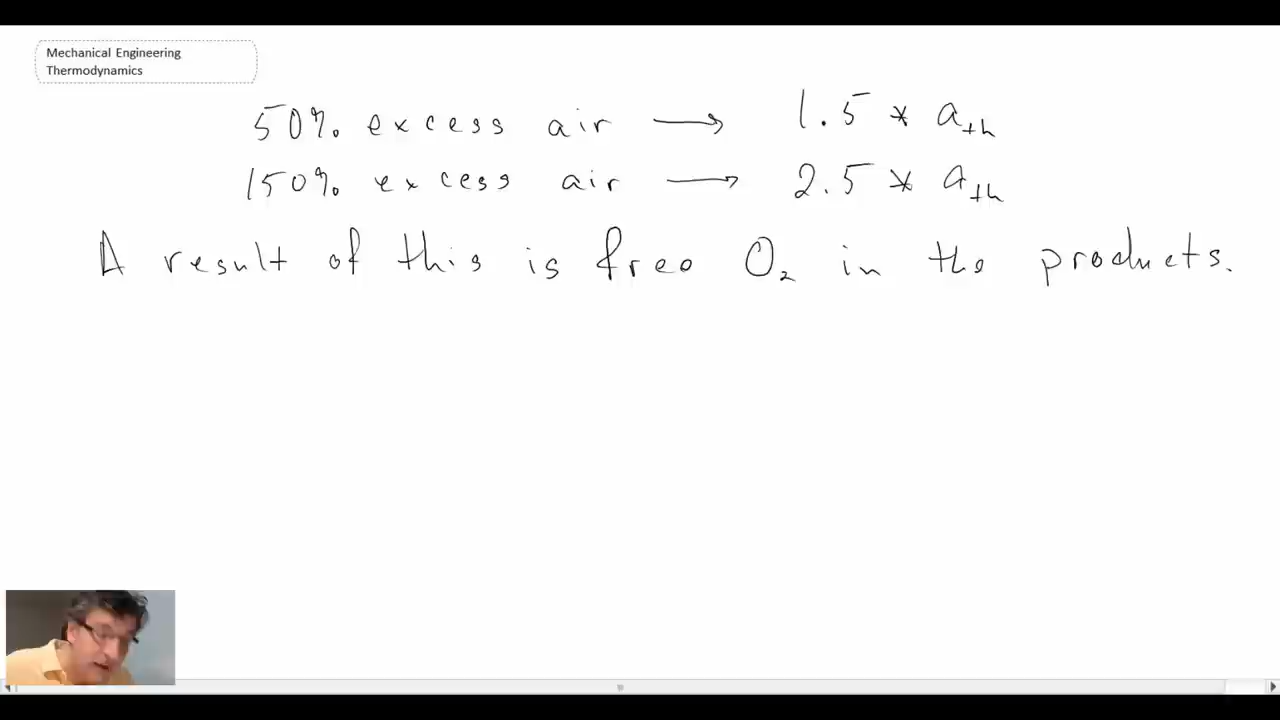 Mechanical Engineering
Thermodynamics
50% excess air → 1.5 * a_th
150% excess air → 2.5 * a_th
A result of this is free O₂ in the products.